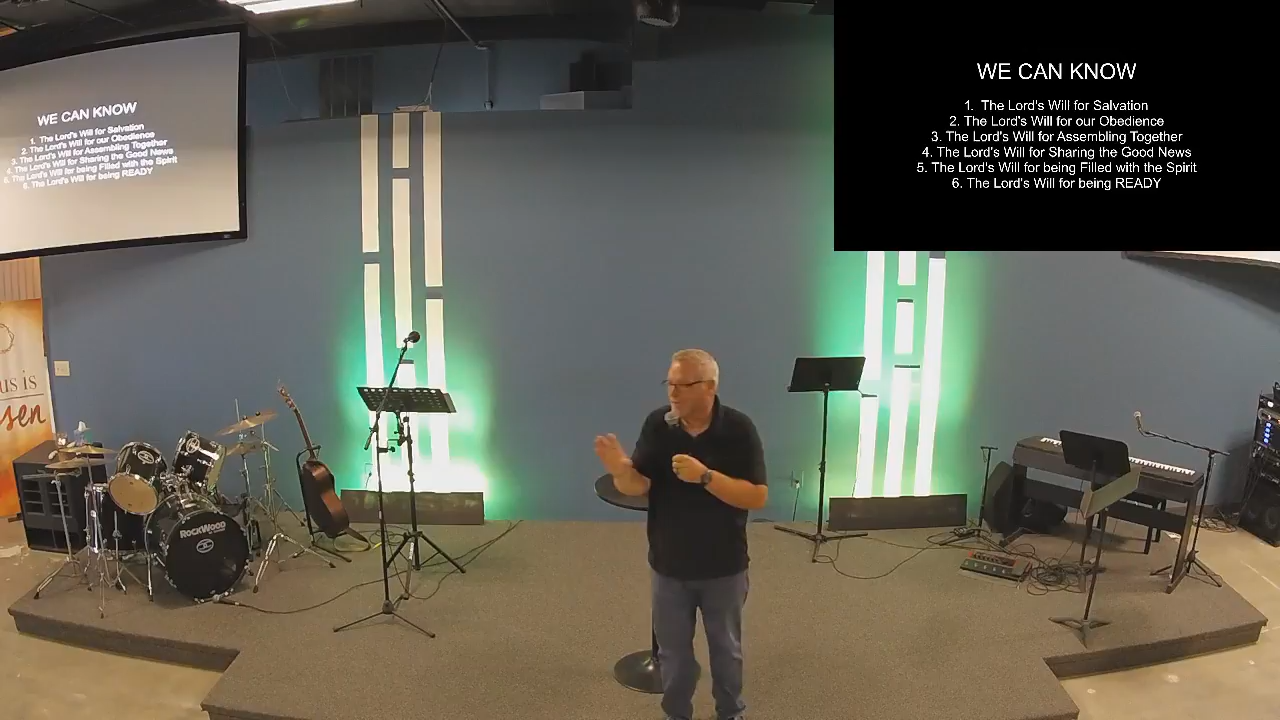 WE CAN KNOW
1. The Lord's Will for Salvation
2. The Lord's Will for our Obedience
3. The Lord's Will for Assembling Together
4. The Lord's Will for Sharing the Good News
5. The Lord's Will for being Filled with the Spirit
6. The Lord's Will for being READY
WE CAN KNOW
1. The Lord's Will for Salvation
2. The Lord's Will for our Obedience
3. The Lord's Will for Assembling Together
4. The Lord's Will for Sharing the Good News
5. The Lord's Will for being Filled with the Spirit
6. The Lord's Will for being READY
us is
sen
ROCKWOOD